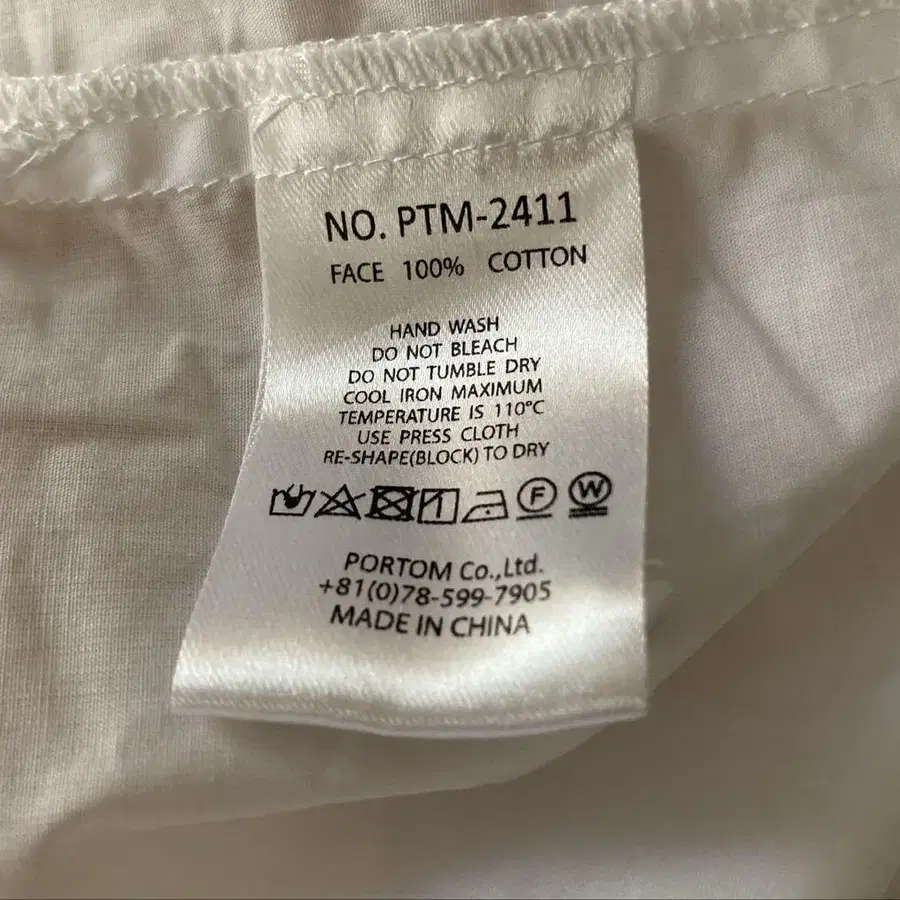 NO. PTM-2411
FACE 100% COTTON
HAND WASH
DO NOT BLEACH
DO NOT TUMBLE DRY
COOL IRON MAXIMUM
TEMPERATURE IS 110°C
USE PRESS CLOTH
RE-SHAPE(BLOCK) TO DRY
F W
PORTOM Co.,Ltd.
+81(0)78-599-7905
MADE IN CHINA